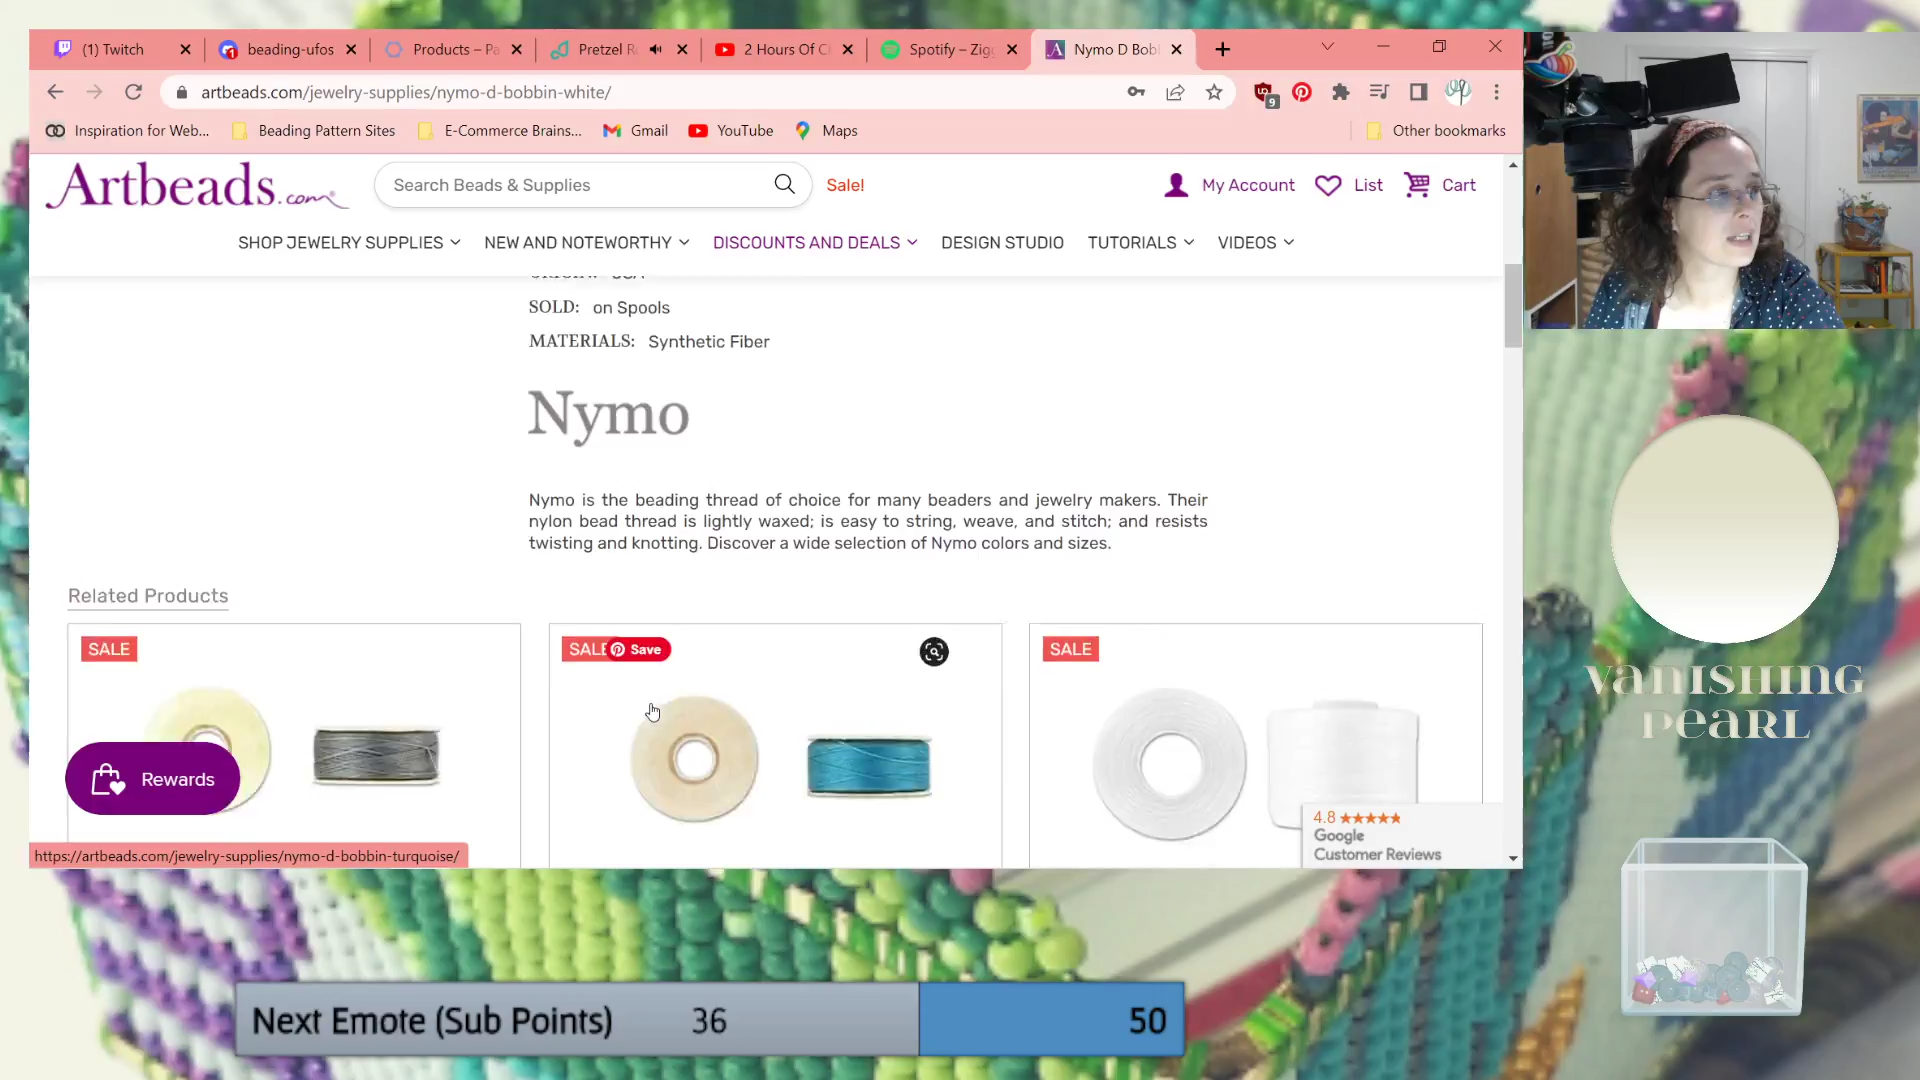 (1) Twitch
beading-ufos
Products – Pa
Pretzel R
2 Hours Of C
Spotify – Zigg
Nymo D Bobb
artbeads.com/jewelry-supplies/nymo-d-bobbin-white/
9
Inspiration for Web...
Beading Pattern Sites
E-Commerce Brains...
Gmail
YouTube
Maps
Other bookmarks
Artbeads.com
Search Beads & Supplies
Sale!
My Account
List
Cart
SHOP JEWELRY SUPPLIES
NEW AND NOTEWORTHY
DISCOUNTS AND DEALS
DESIGN STUDIO
TUTORIALS
VIDEOS
SOLD: on Spools
MATERIALS: Synthetic Fiber
Nymo
Nymo is the beading thread of choice for many beaders and jewelry makers. Their
nylon bead thread is lightly waxed; is easy to string, weave, and stitch; and resists
twisting and knotting. Discover a wide selection of Nymo colors and sizes.
Related Products
SALE
SALE
Save
SALE
Rewards
4.8
Google
Customer Reviews
https://artbeads.com/jewelry-supplies/nymo-d-bobbin-turquoise/
Vanishing
Pearl
Next Emote (Sub Points) 36 50